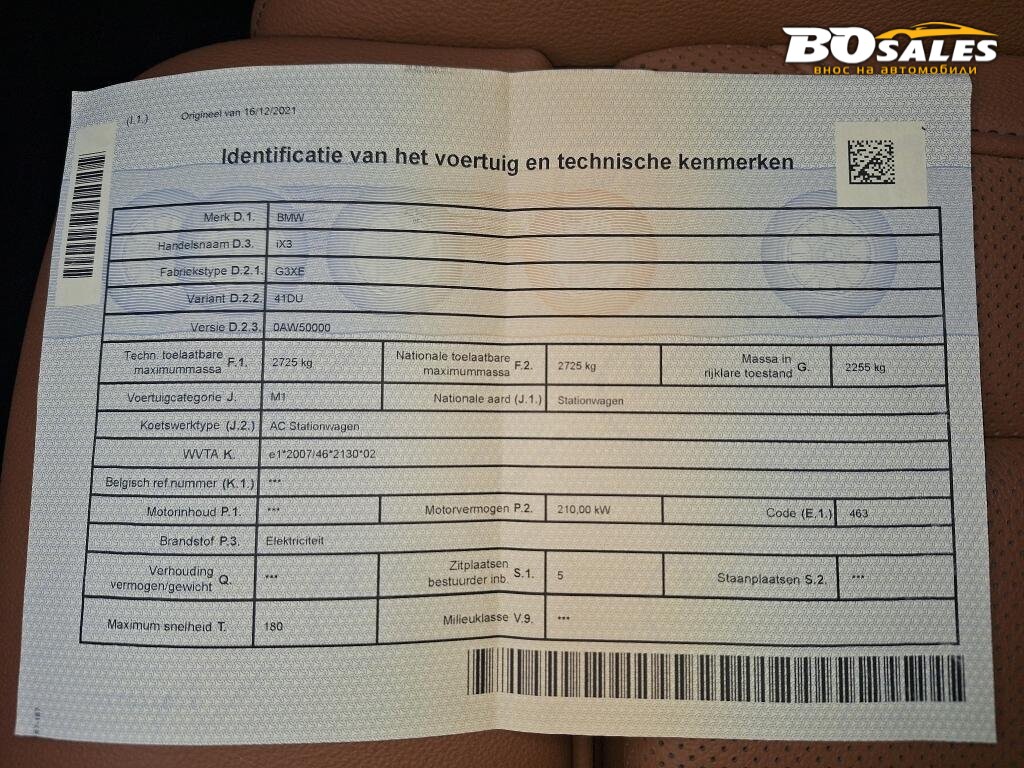 BOSALES
внос на автомобили
(I.1.) Origineel van 16/12/2021
Identificatie van het voertuig en technische kenmerken
Merk D.1. BMW
Handelsnaam D.3. iX3
Fabriekstype D.2.1. G3XE
Variant D.2.2. 41DU
Versie D.2.3. 0AW50000
Techn. toelaatbare maximummassa F.1. 2725 kg Nationale toelaatbare maximummassa F.2. 2725 kg Massa in rijklare toestand G. 2255 kg
Voertuigcategorie J. M1 Nationale aard (J.1.) Stationwagen
Koetswerktype (J.2.) AC Stationwagen
WVTA K. e1*2007/46*2130*02
Belgisch ref.nummer (K.1.) ***
Motorinhoud P.1. *** Motorvermogen P.2. 210,00 kW Code (E.1.) 463
Brandstof P.3. Elektriciteit
Verhouding vermogen/gewicht Q. *** Zitplaatsen bestuurder inb. S.1. 5 Staanplaatsen S.2. ***
Maximum snelheid T. 180 Milieuklasse V.9. ***